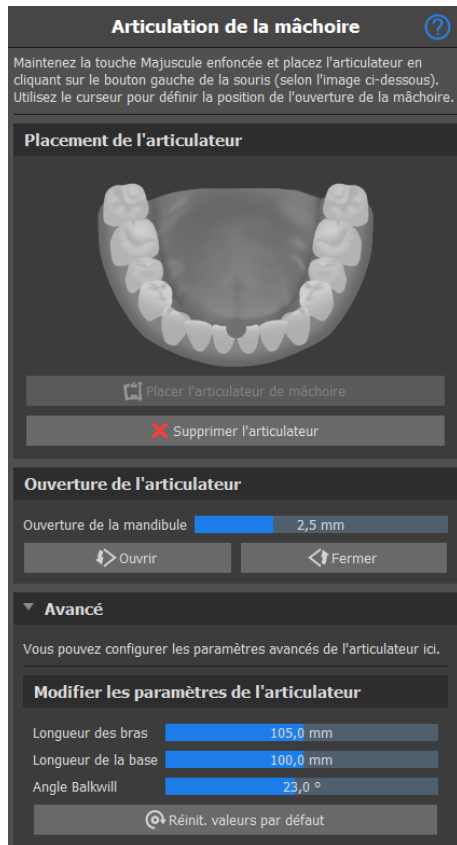 Articulation de la mâchoire
?
Maintenez la touche Majuscule enfoncée et placez l'articulateur en
cliquant sur le bouton gauche de la souris (selon l'image ci-dessous).
Utilisez le curseur pour définir la position de l'ouverture de la mâchoire.
Placement de l'articulateur
Placer l'articulateur de mâchoire
Supprimer l'articulateur
Ouverture de l'articulateur
Ouverture de la mandibule 2,5 mm
Ouvrir Fermer
Avancé
Vous pouvez configurer les paramètres avancés de l'articulateur ici.
Modifier les paramètres de l'articulateur
Longueur des bras 105,0 mm
Longueur de la base 100,0 mm
Angle Balkwill 23,0 °
Réinit. valeurs par défaut